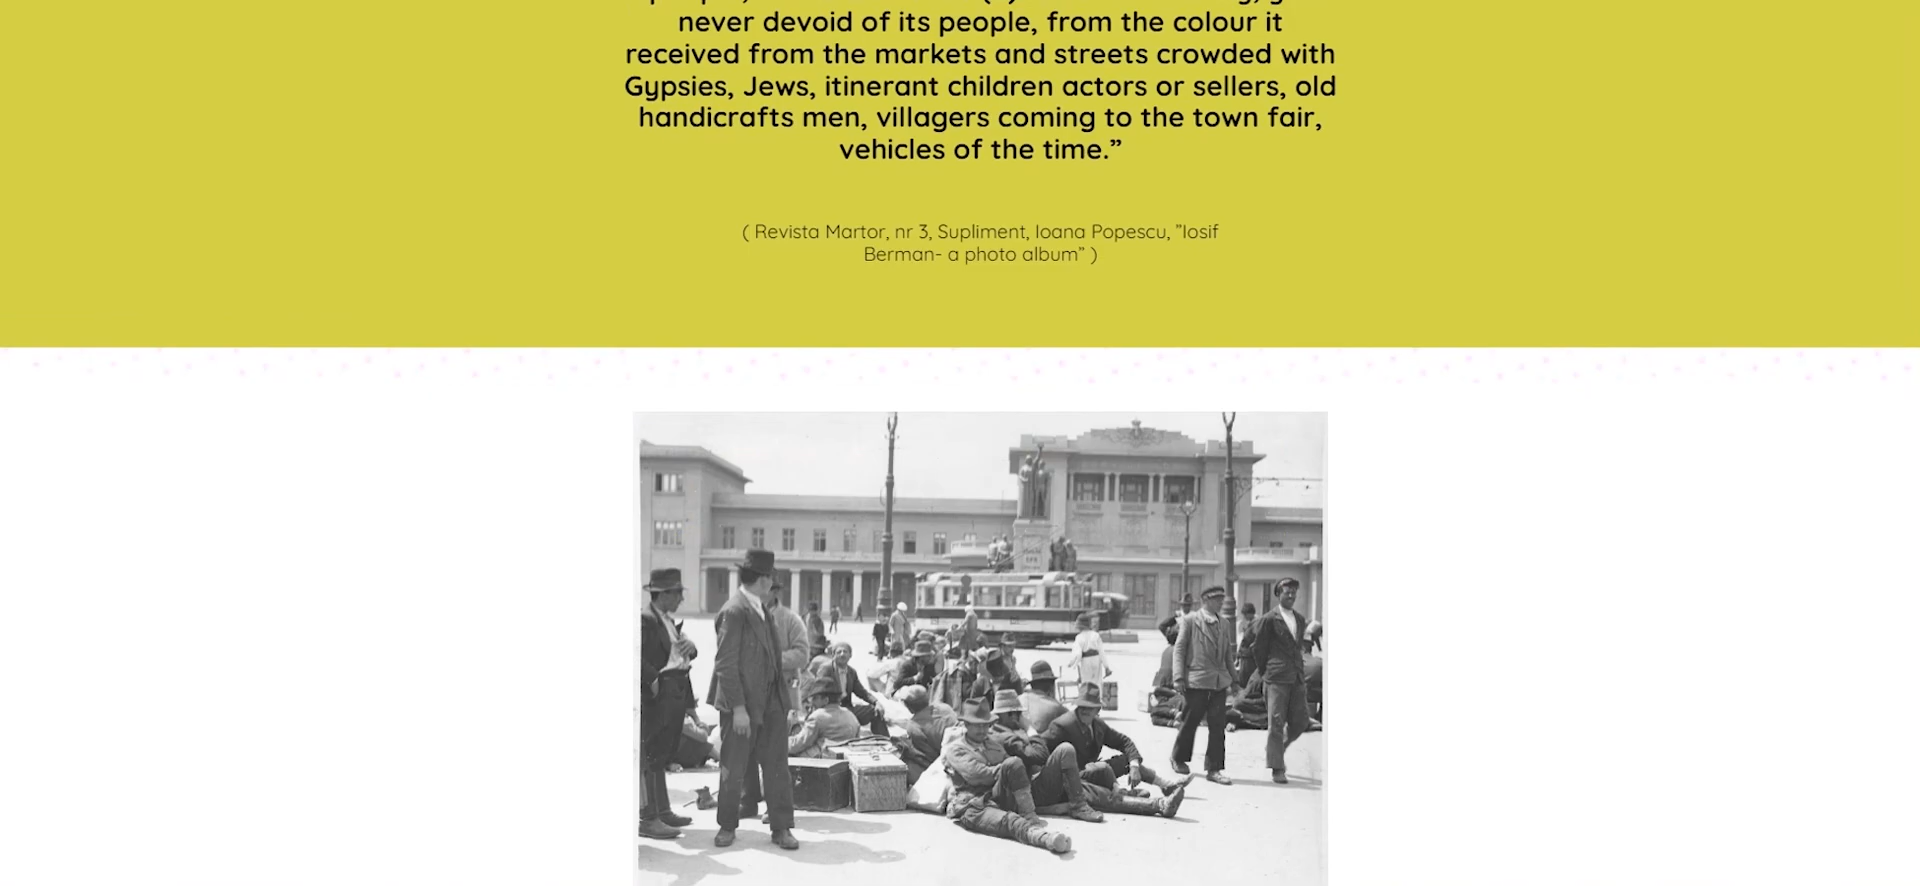 never devoid of its people, from the colour it
received from the markets and streets crowded with
Gypsies, Jews, itinerant children actors or sellers, old
handicrafts men, villagers coming to the town fair,
vehicles of the time.”
( Revista Martor, nr 3, Supliment, Ioana Popescu, ”Iosif
Berman- a photo album” )